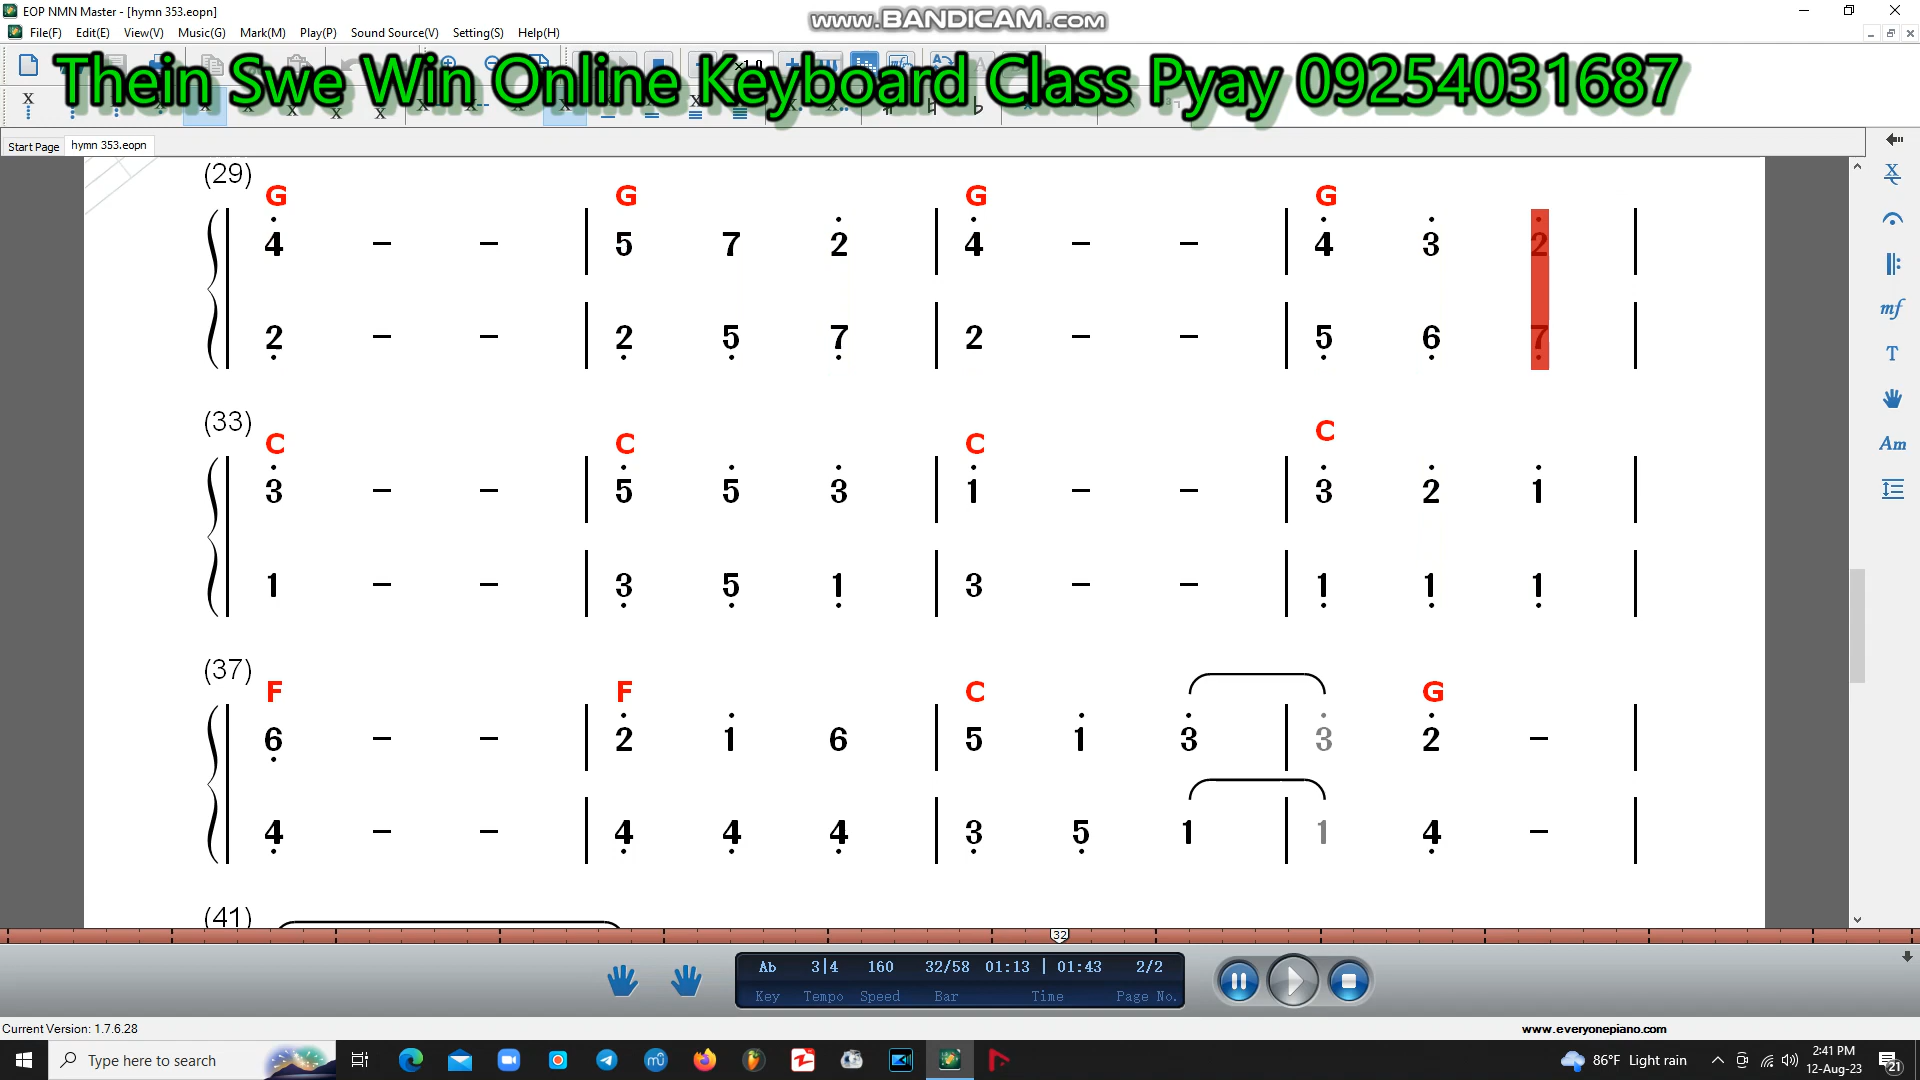 EOP NMN Master - [hymn 353.eopn]
www.BANDICAM.com
File(F) Edit(E) View(V) Music(G) Mark(M) Play(P) Sound Source(V) Setting(S) Help(H)
Thein Swe Win Online Keyboard Class Pyay 09254031687
Start Page hymn 353.eopn
(29)
G G G G
4 – – 5 7 2 4 – – 4 3 2
2 – – 2 5 7 2 – – 5 6 7
(33)
C C C C
3 – – 5 5 3 1 – – 3 2 1
1 – – 3 5 1 3 – – 1 1 1
(37)
F F C G
6 – – 2 1 6 5 1 3 3 2 –
4 – – 4 4 4 3 5 1 1 4 –
(41)
mf
T
Am
32
Ab 3|4 160 32/58 01:13 | 01:43 2/2
Key Tempo Speed Bar Time Page No.
Current Version: 1.7.6.28
www.everyonepiano.com
Type here to search
86°F Light rain
2:41 PM
12-Aug-23
21